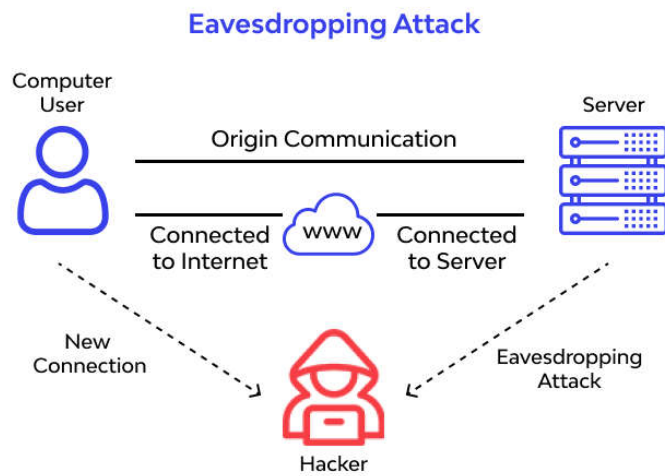 Eavesdropping Attack
Computer
User
Server
Origin Communication
www
Connected
to Internet
Connected
to Server
New
Connection
Eavesdropping
Attack
Hacker